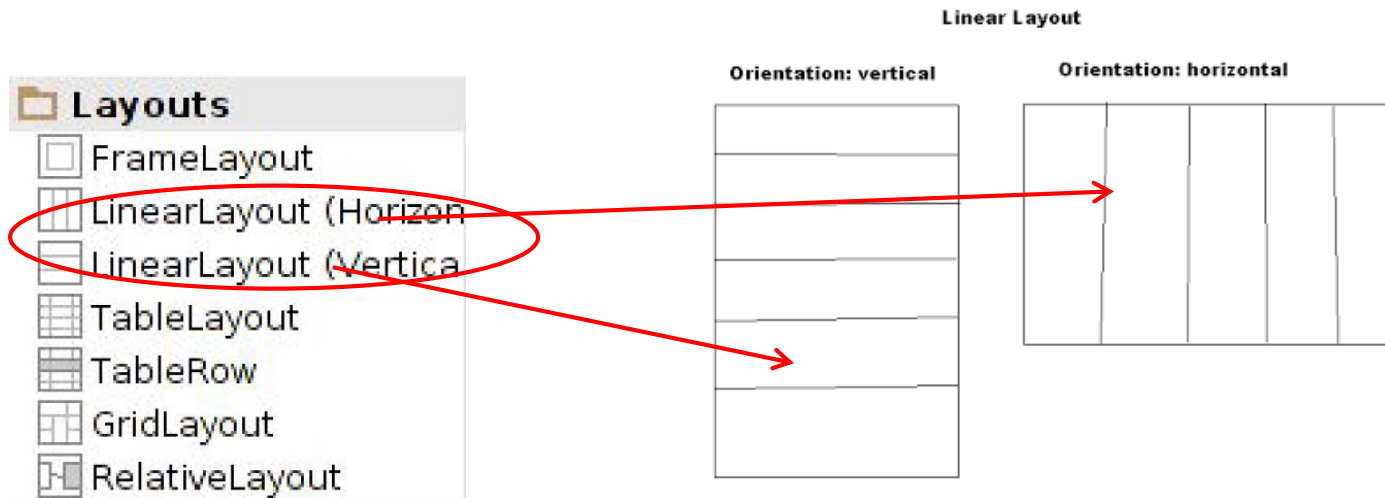 Linear Layout
Orientation: vertical
Orientation: horizontal
Layouts
FrameLayout
LinearLayout (Horizon
LinearLayout (Vertica
TableLayout
TableRow
GridLayout
RelativeLayout